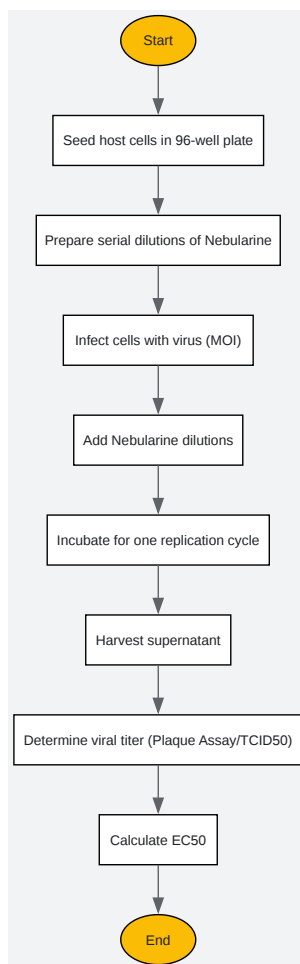 Start
Seed host cells in 96-well plate
Prepare serial dilutions of Nebularine
Infect cells with virus (MOI)
Add Nebularine dilutions
Incubate for one replication cycle
Harvest supernatant
Determine viral titer (Plaque Assay/TCID50)
Calculate EC50
End